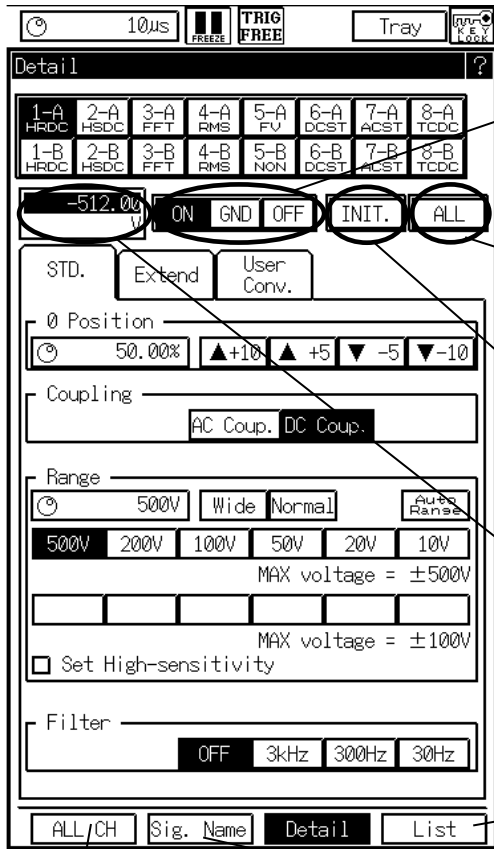 10µs FREEZE TRIG FREE Tray KEY LOCK
Detail ?
1-A HRDC 2-A HSDC 3-A FFT 4-A RMS 5-A FV 6-A DCST 7-A ACST 8-A TCDC
1-B HRDC 2-B HSDC 3-B FFT 4-B RMS 5-B NON 6-B DCST 7-B ACST 8-B TCDC
-512.00 V ON GND OFF INIT. ALL
STD. Extend User Conv.
0 Position
50.00% ▲+10 ▲ +5 ▼ -5 ▼-10
Coupling
AC Coup. DC Coup.
Range
500V Wide Normal Auto Range
500V 200V 100V 50V 20V 10V
MAX voltage = ±500V
MAX voltage = ±100V
Set High-sensitivity
Filter
OFF 3kHz 300Hz 30Hz
ALL CH Sig. Name Detail List